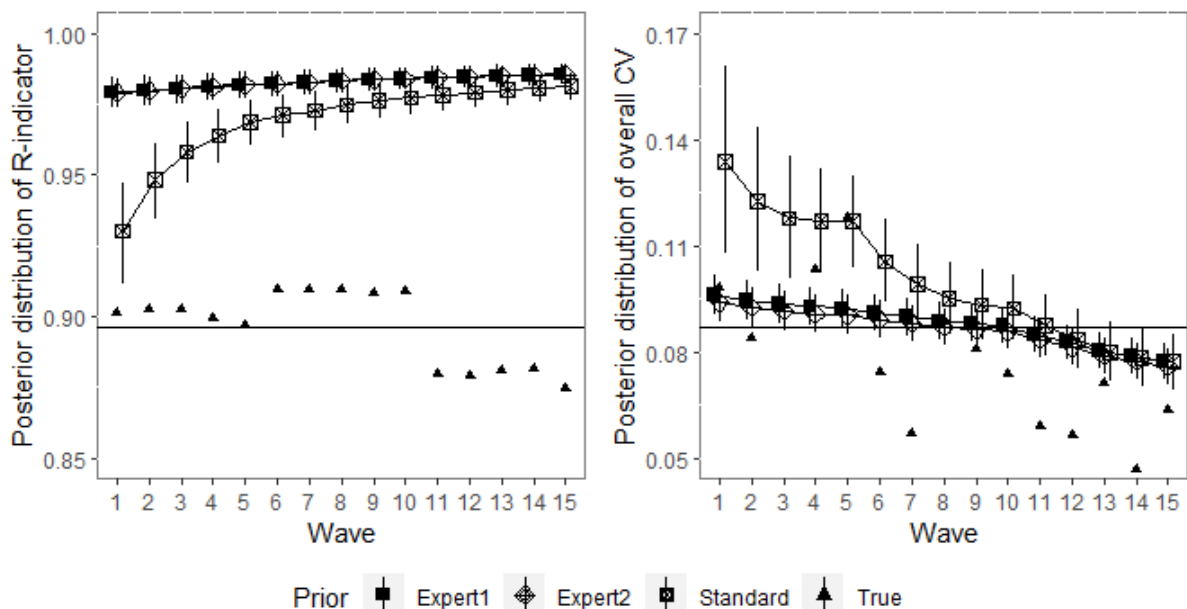 Posterior distribution of R-indicator
1.00
0.95
0.90
0.85
1 2 3 4 5 6 7 8 9 10 11 12 13 14 15
Wave
Posterior distribution of overall CV
0.17
0.14
0.11
0.08
0.05
1 2 3 4 5 6 7 8 9 10 11 12 13 14 15
Wave
Prior Expert1 Expert2 Standard True